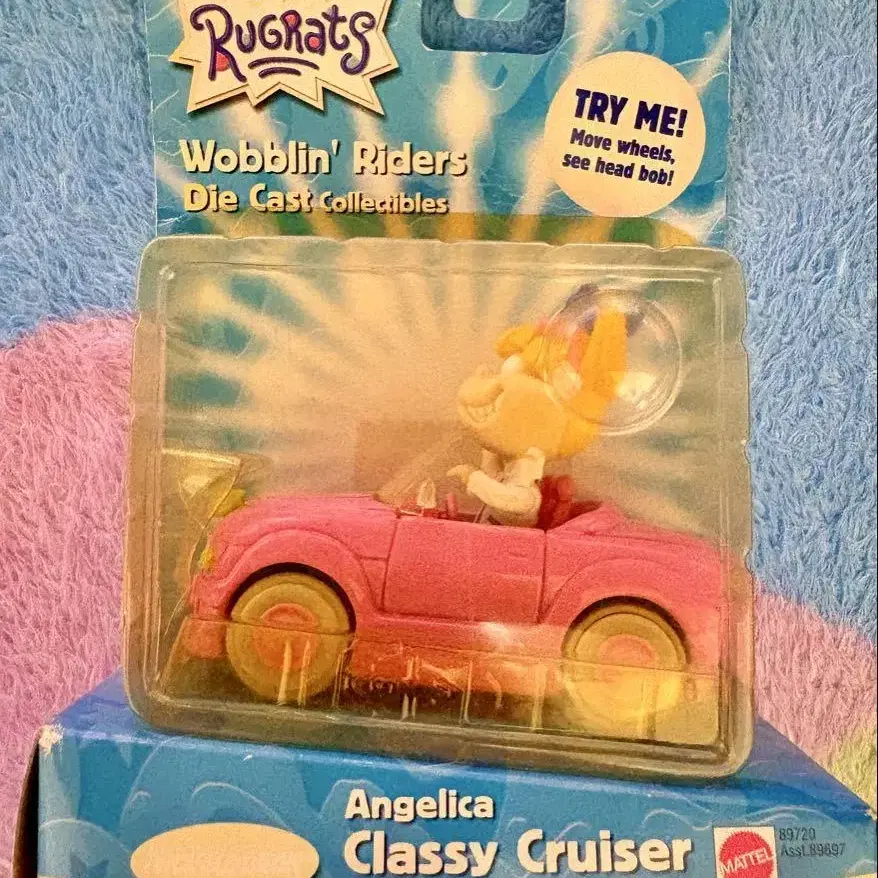 RUGRatS
Wobblin' Riders
Die Cast Collectibles
TRY ME!
Move wheels,
see head bob!
Angelica
Classy Cruiser
MATTEL
89720
Asst.89697